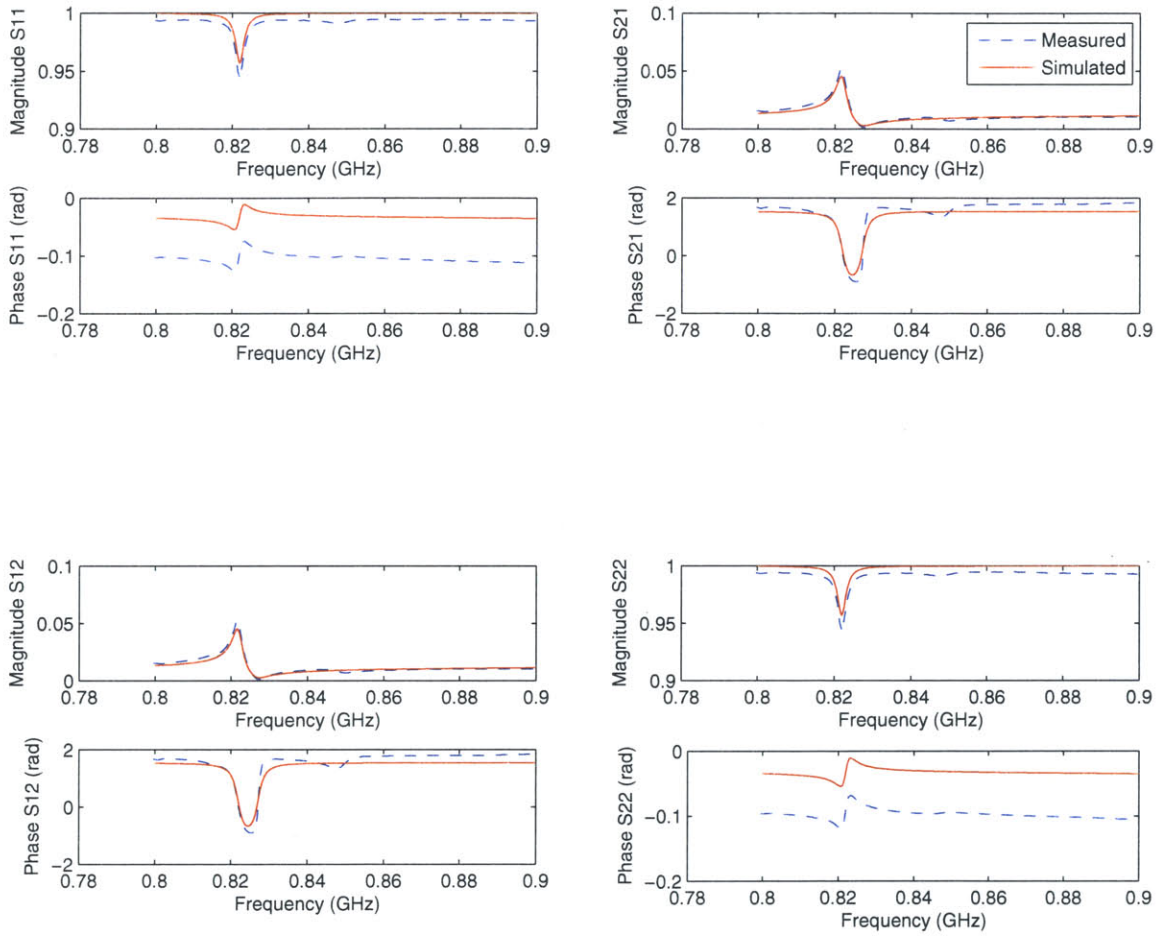 Magnitude S11
1
0.95
0.9
0.78 0.8 0.82 0.84 0.86 0.88 0.9
Frequency (GHz)
Phase S11 (rad)
0
−0.1
−0.2
0.78 0.8 0.82 0.84 0.86 0.88 0.9
Frequency (GHz)
Magnitude S21
0.1
0.05
0
Measured
Simulated
0.78 0.8 0.82 0.84 0.86 0.88 0.9
Frequency (GHz)
Phase S21 (rad)
2
0
−2
0.78 0.8 0.82 0.84 0.86 0.88 0.9
Frequency (GHz)
Magnitude S12
0.1
0.05
0
0.78 0.8 0.82 0.84 0.86 0.88 0.9
Frequency (GHz)
Phase S12 (rad)
2
0
−2
0.78 0.8 0.82 0.84 0.86 0.88 0.9
Frequency (GHz)
Magnitude S22
1
0.95
0.9
0.78 0.8 0.82 0.84 0.86 0.88 0.9
Frequency (GHz)
Phase S22 (rad)
0
−0.1
−0.2
0.78 0.8 0.82 0.84 0.86 0.88 0.9
Frequency (GHz)